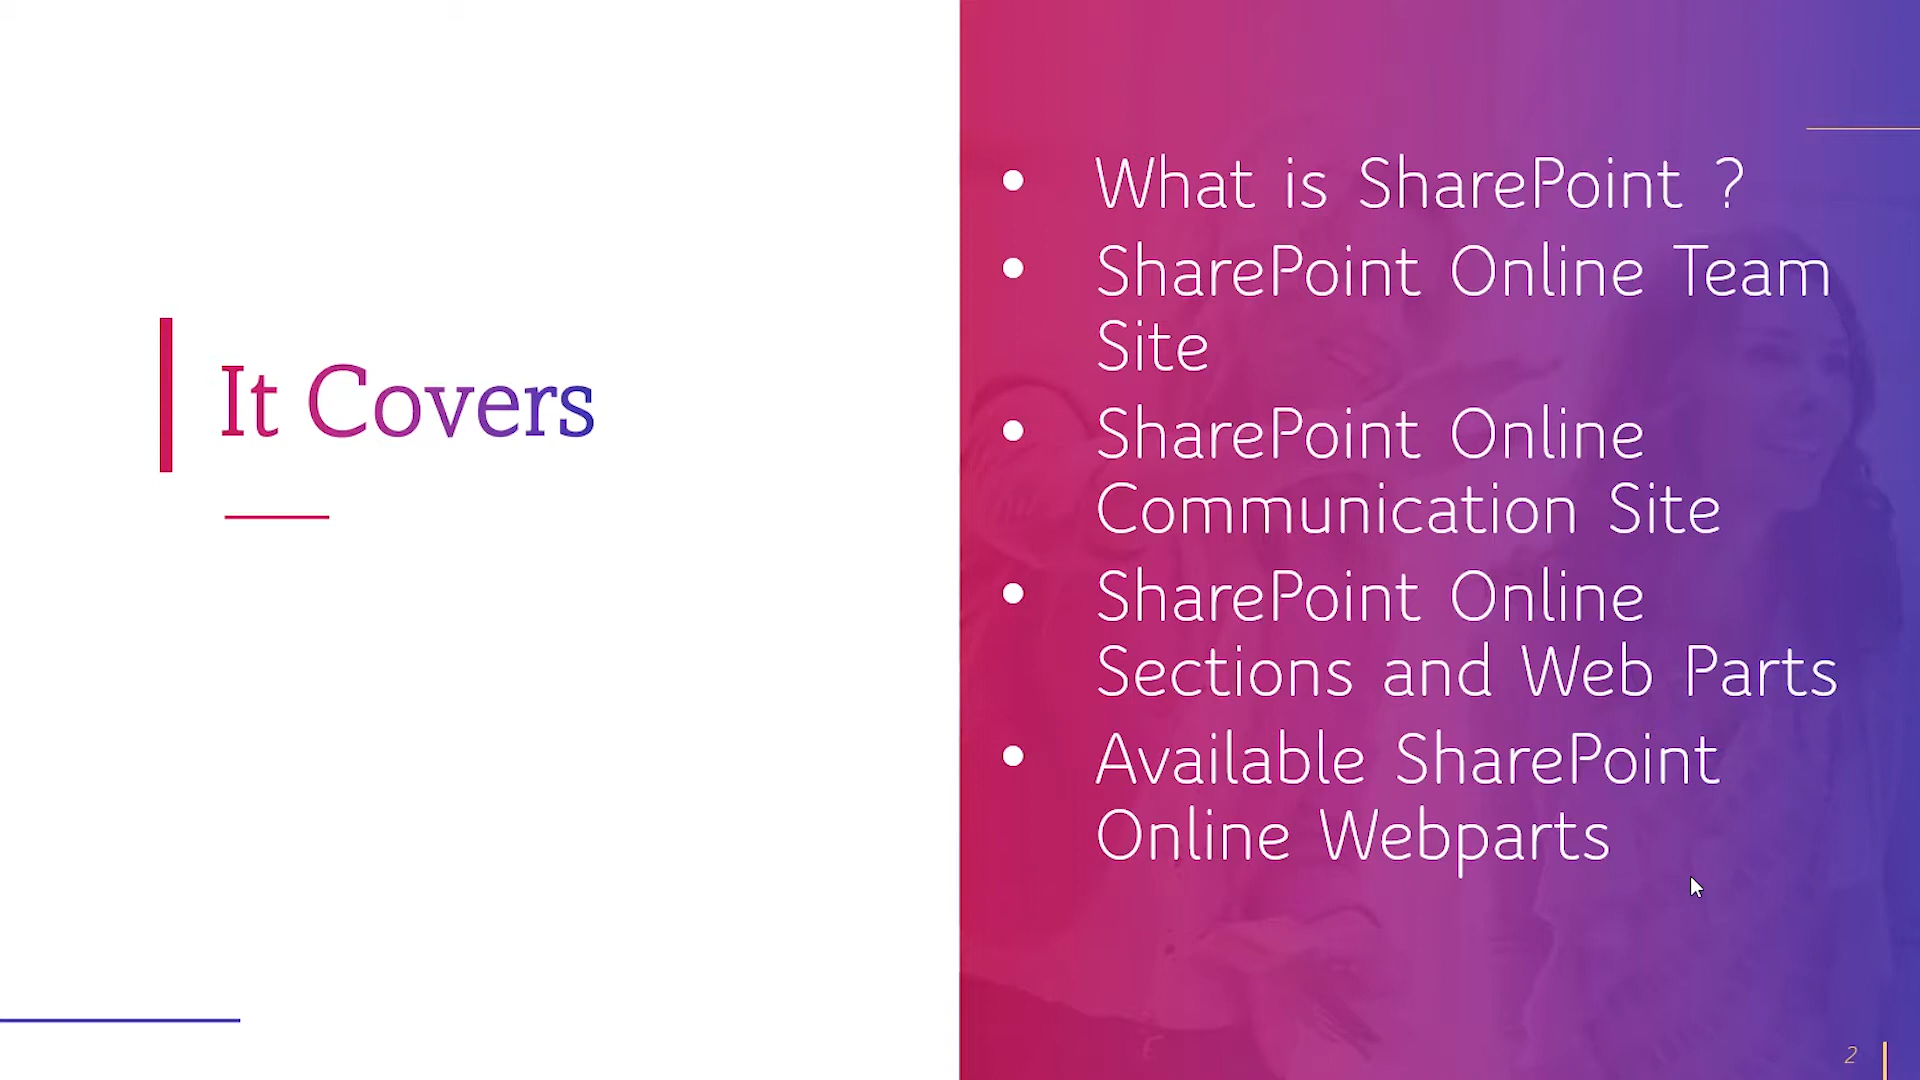 It Covers
• What is SharePoint ?
• SharePoint Online Team
Site
• SharePoint Online
Communication Site
• SharePoint Online
Sections and Web Parts
• Available SharePoint
Online Webparts
2